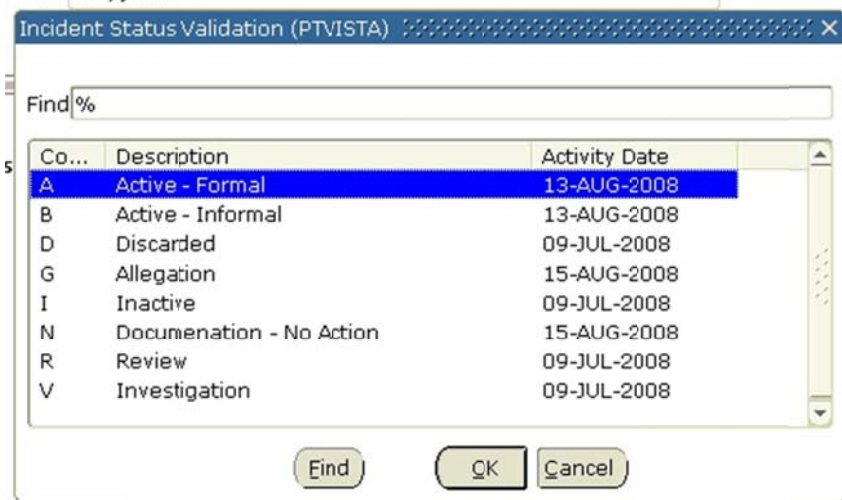 Incident Status Validation (PTVISTA)
Find %
Co... Description Activity Date
A Active - Formal 13-AUG-2008
B Active - Informal 13-AUG-2008
D Discarded 09-JUL-2008
G Allegation 15-AUG-2008
I Inactive 09-JUL-2008
N Documenation - No Action 15-AUG-2008
R Review 09-JUL-2008
V Investigation 09-JUL-2008
Find OK Cancel